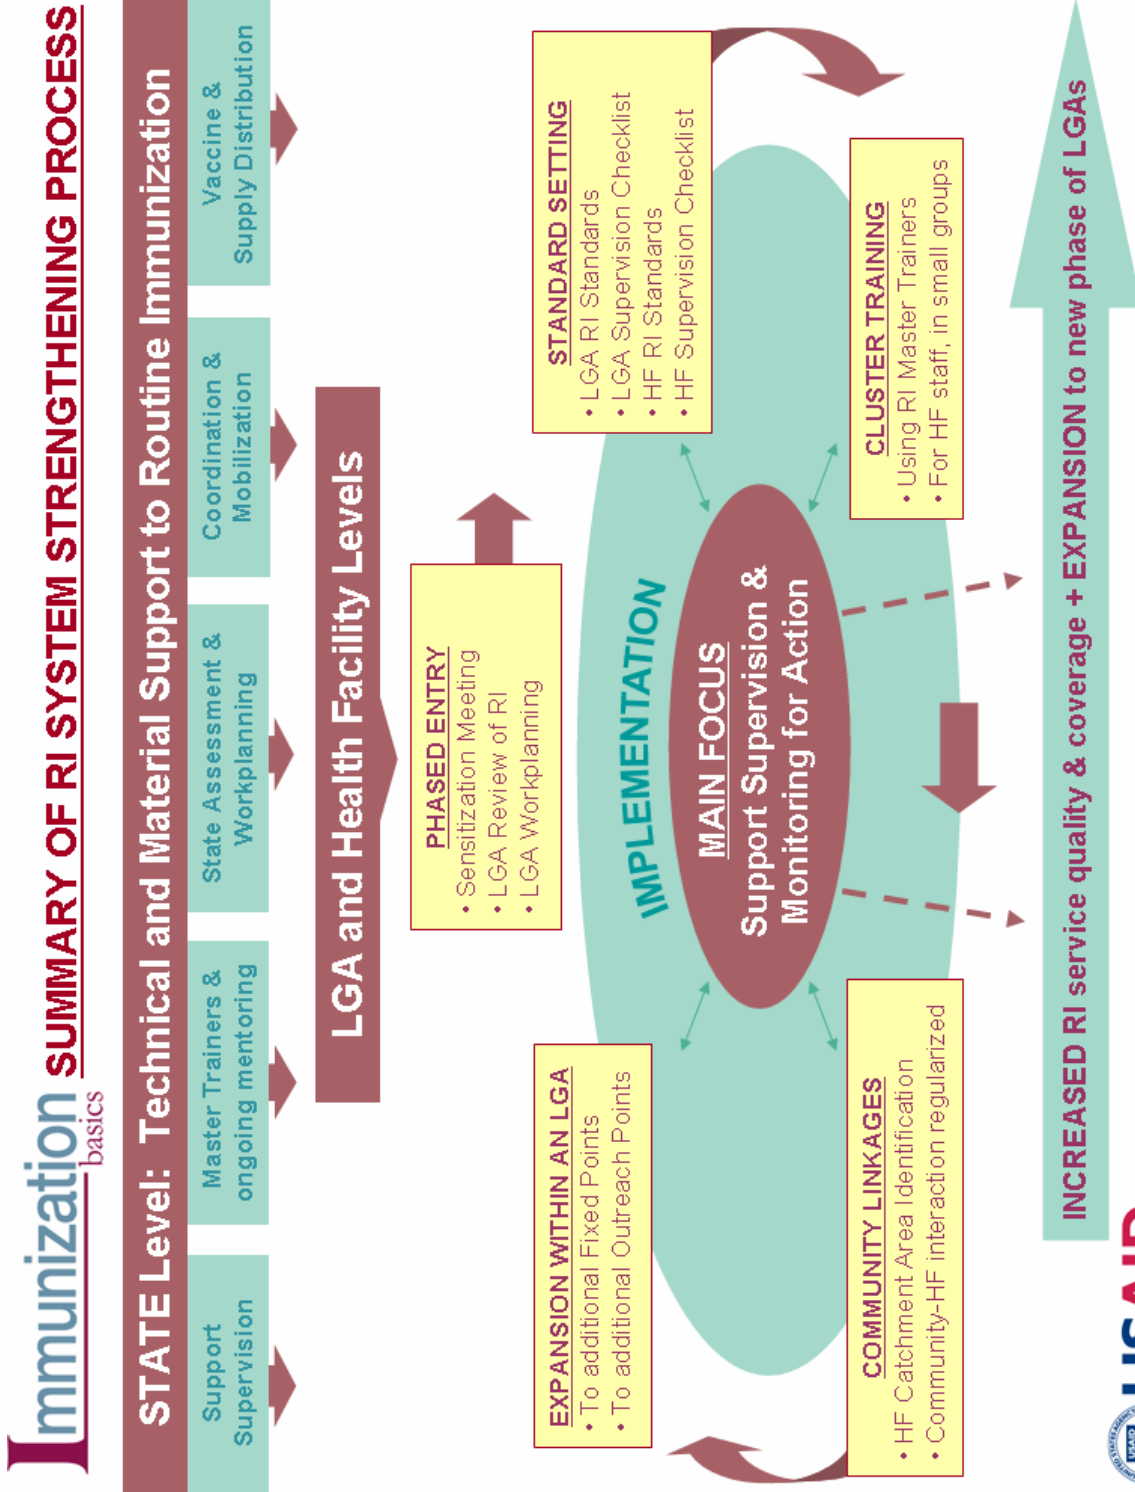 Immunization
basics
SUMMARY OF RI SYSTEM STRENGTHENING PROCESS
STATE Level: Technical and Material Support to Routine Immunization
Support
Supervision
Master Trainers &
ongoing mentoring
State Assessment &
Workplanning
Coordination &
Mobilization
Vaccine &
Supply Distribution
LGA and Health Facility Levels
PHASED ENTRY
• Sensitization Meeting
• LGA Review of RI
• LGA Workplanning
STANDARD SETTING
• LGA RI Standards
• LGA Supervision Checklist
• HF RI Standards
• HF Supervision Checklist
EXPANSION WITHIN AN LGA
• To additional Fixed Points
• To additional Outreach Points
IMPLEMENTATION
MAIN FOCUS
Support Supervision &
Monitoring for Action
CLUSTER TRAINING
• Using RI Master Trainers
• For HF staff, in small groups
COMMUNITY LINKAGES
• HF Catchment Area Identification
• Community-HF interaction regularized
INCREASED RI service quality & coverage + EXPANSION to new phase of LGAs
USAID
USAID